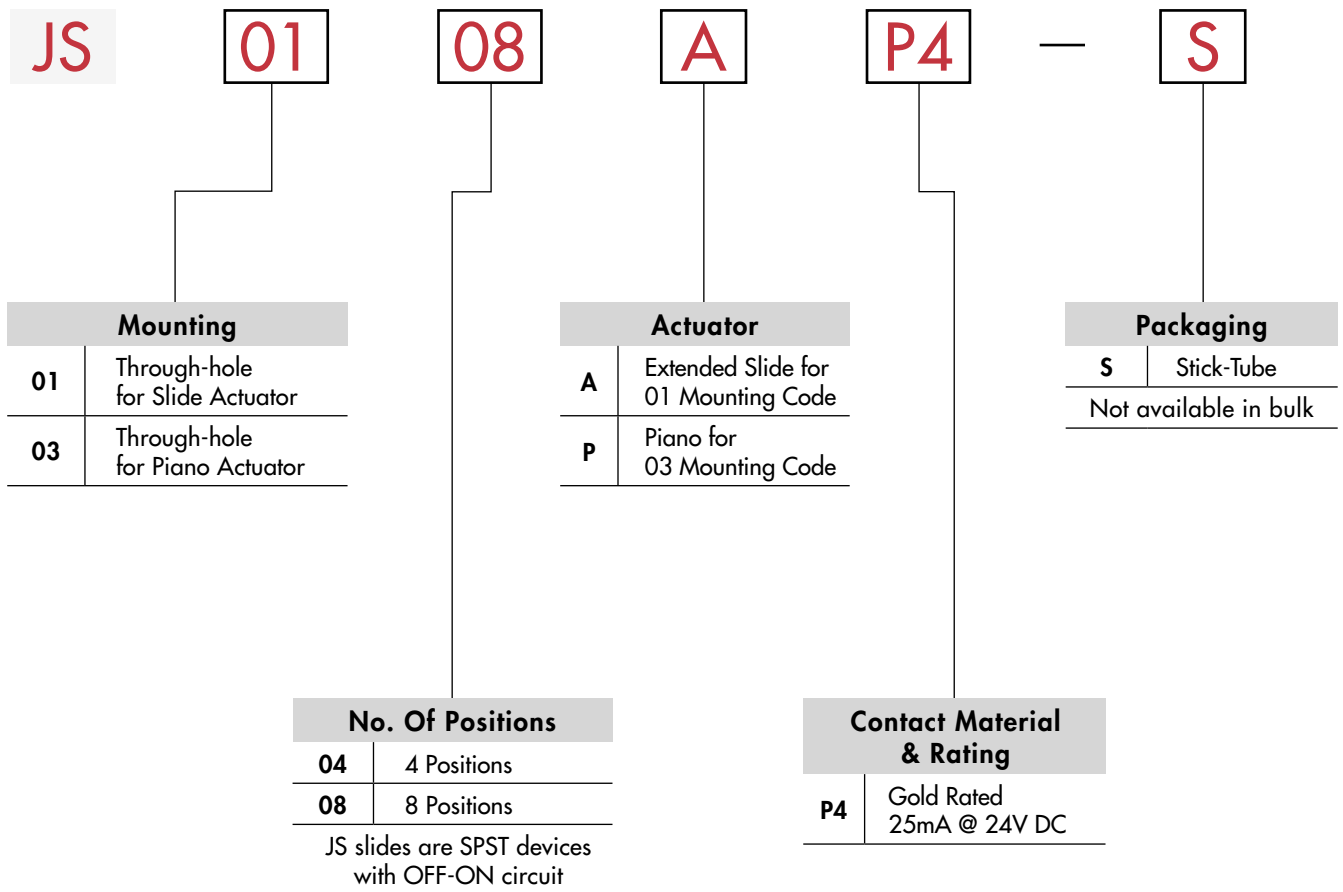 JS 01 08 A P4 — S
Mounting
01 Through-hole
for Slide Actuator
03 Through-hole
for Piano Actuator
Actuator
A Extended Slide for
01 Mounting Code
P Piano for
03 Mounting Code
Packaging
S Stick-Tube
Not available in bulk
No. Of Positions
04 4 Positions
08 8 Positions
JS slides are SPST devices
with OFF-ON circuit
Contact Material
& Rating
P4 Gold Rated
25mA @ 24V DC